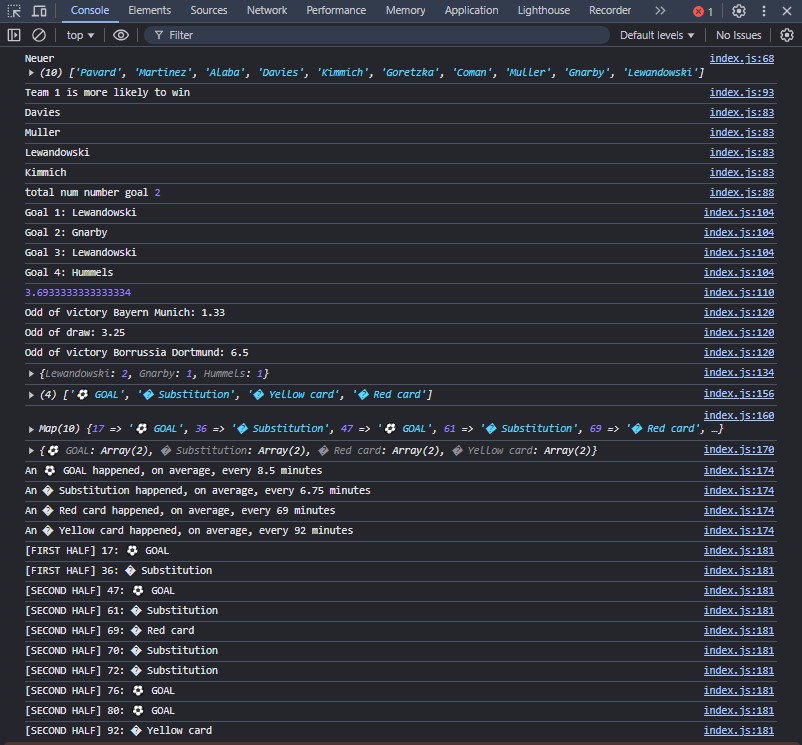 Console Elements Sources Network Performance Memory Application Lighthouse Recorder 1
top Filter Default levels No Issues
Neuer index.js:68
(10) ['Pavard', 'Martinez', 'Alaba', 'Davies', 'Kimmich', 'Goretzka', 'Coman', 'Muller', 'Gnarby', 'Lewandowski']
Team 1 is more likely to win index.js:93
Davies index.js:83
Muller index.js:83
Lewandowski index.js:83
Kimmich index.js:83
total num number goal 2 index.js:88
Goal 1: Lewandowski index.js:104
Goal 2: Gnarby index.js:104
Goal 3: Lewandowski index.js:104
Goal 4: Hummels index.js:104
3.6933333333333334 index.js:110
Odd of victory Bayern Munich: 1.33 index.js:120
Odd of draw: 3.25 index.js:120
Odd of victory Borrussia Dortmund: 6.5 index.js:120
{Lewandowski: 2, Gnarby: 1, Hummels: 1} index.js:134
(4) ['⚽ GOAL', '� Substitution', '� Yellow card', '� Red card'] index.js:156
index.js:160
Map(10) {17 => '⚽ GOAL', 36 => '� Substitution', 47 => '⚽ GOAL', 61 => '� Substitution', 69 => '� Red card', …}
{⚽ GOAL: Array(2), � Substitution: Array(2), � Red card: Array(2), � Yellow card: Array(2)} index.js:170
An ⚽ GOAL happened, on average, every 8.5 minutes index.js:174
An � Substitution happened, on average, every 6.75 minutes index.js:174
An � Red card happened, on average, every 69 minutes index.js:174
An � Yellow card happened, on average, every 92 minutes index.js:174
[FIRST HALF] 17: ⚽ GOAL index.js:181
[FIRST HALF] 36: � Substitution index.js:181
[SECOND HALF] 47: ⚽ GOAL index.js:181
[SECOND HALF] 61: � Substitution index.js:181
[SECOND HALF] 69: � Red card index.js:181
[SECOND HALF] 70: � Substitution index.js:181
[SECOND HALF] 72: � Substitution index.js:181
[SECOND HALF] 76: ⚽ GOAL index.js:181
[SECOND HALF] 80: ⚽ GOAL index.js:181
[SECOND HALF] 92: � Yellow card index.js:181